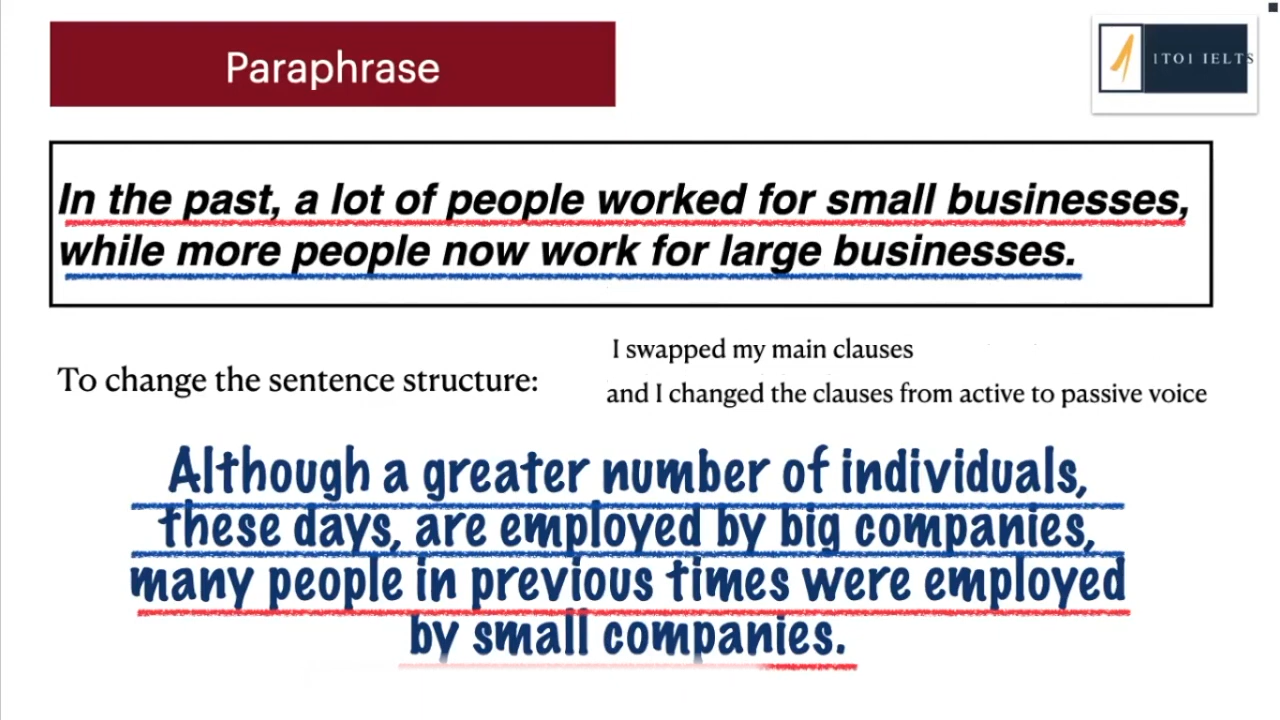 Paraphrase
1TO1 IELTS
In the past, a lot of people worked for small businesses,
while more people now work for large businesses.
To change the sentence structure:
I swapped my main clauses
and I changed the clauses from active to passive voice
Although a greater number of individuals,
these days, are employed by big companies,
many people in previous times were employed
by small companies.